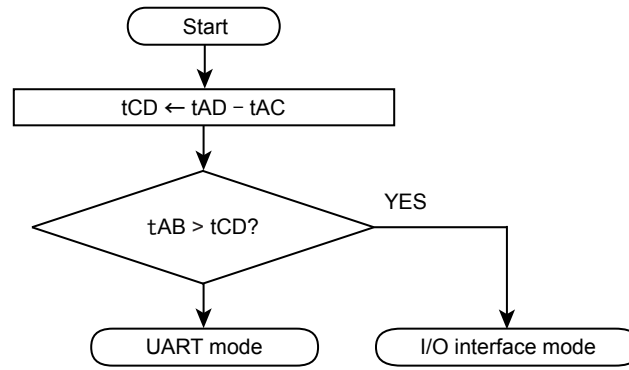 Start
tCD ← tAD − tAC
tAB > tCD?
YES
UART mode
I/O interface mode